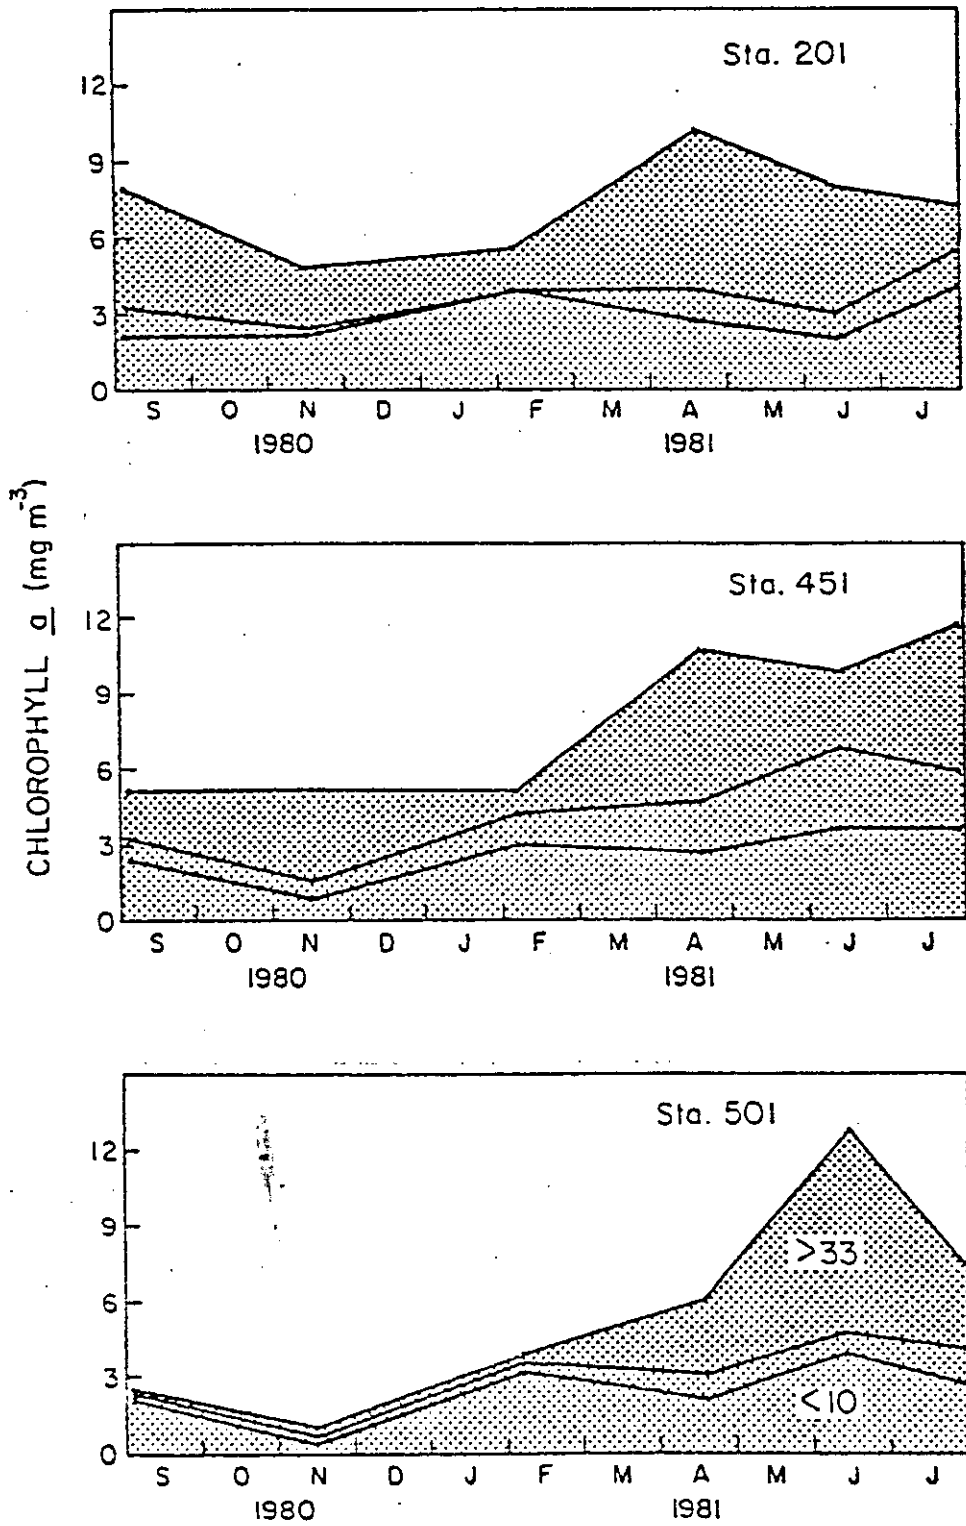 Sta. 201
12
9
6
3
0
S O N D J F M A M J J
1980 1981
CHLOROPHYLL a (mg m⁻³)
Sta. 451
12
9
6
3
0
S O N D J F M A M J J
1980 1981
Sta. 501
12
9
6
3
0
>33
<10
S O N D J F M A M J J
1980 1981